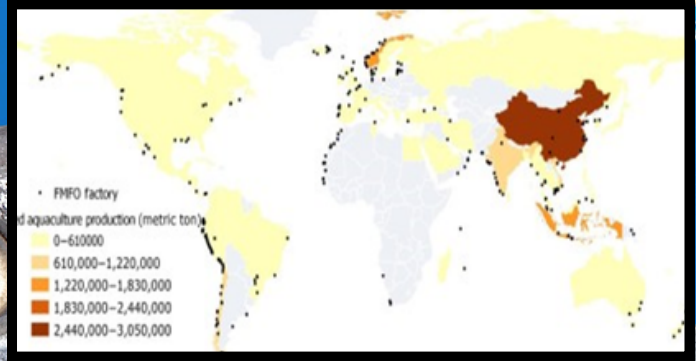 FMFO factory
d aquaculture production (metric ton)
0–610000
610,000–1,220,000
1,220,000–1,830,000
1,830,000–2,440,000
2,440,000–3,050,000